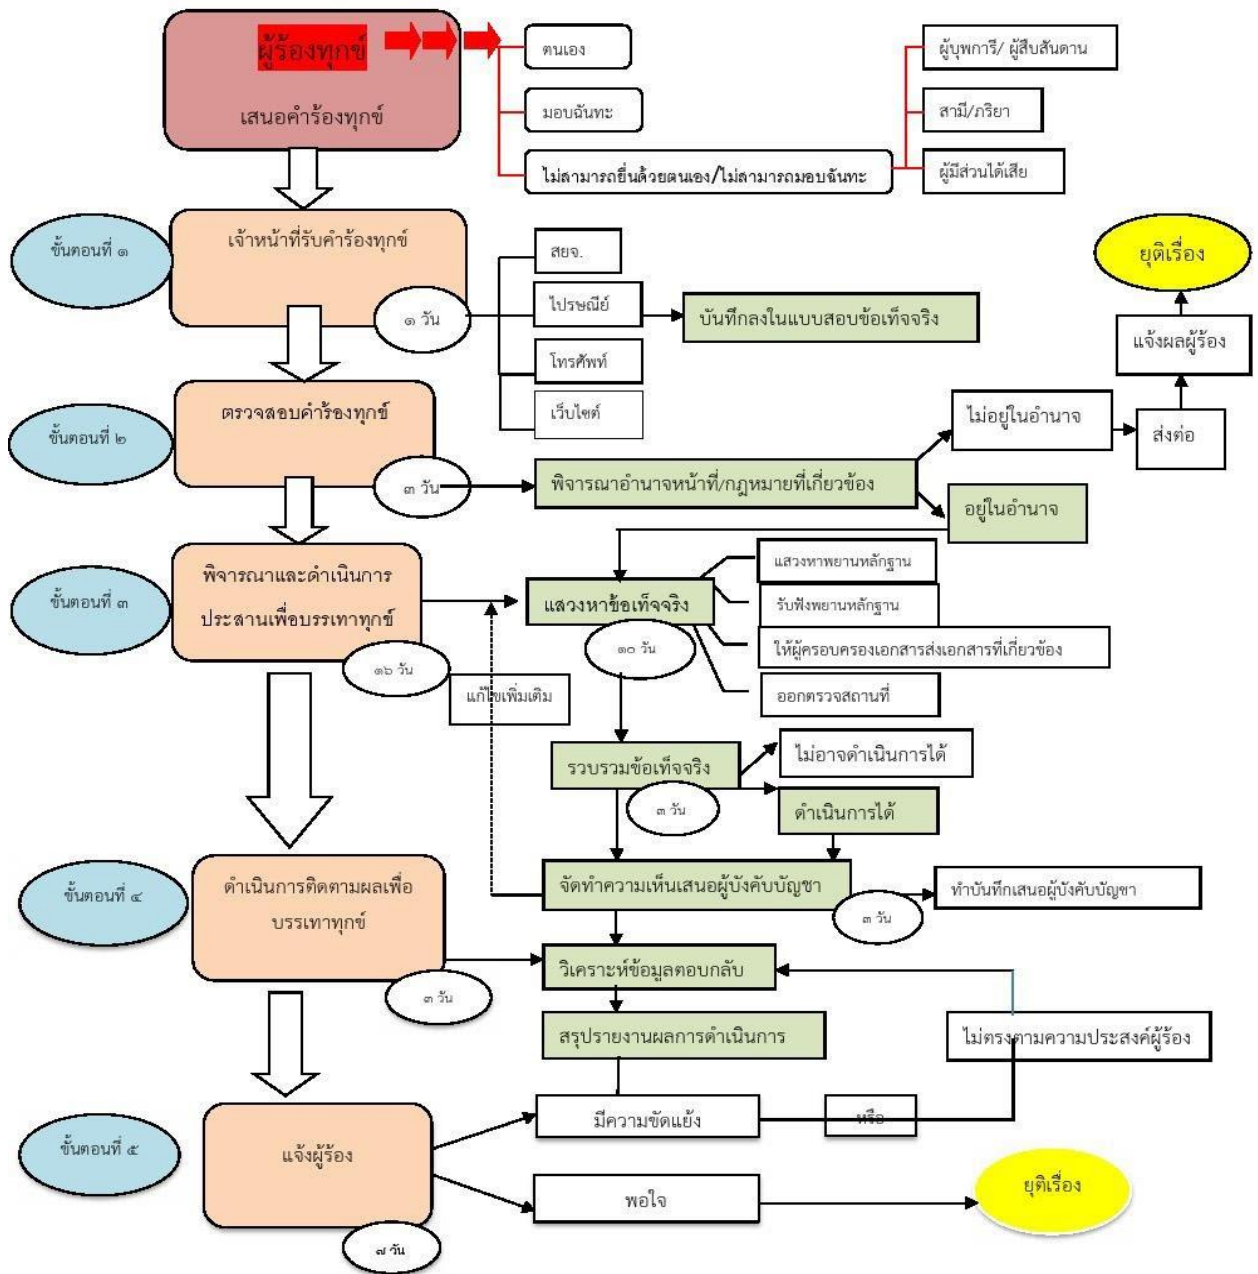 ผู้ร้องทุกข์
เสนอคำร้องทุกข์
ตนเอง
มอบฉันทะ
ไม่สามารถยื่นด้วยตนเอง/ไม่สามารถมอบฉันทะ
ผู้บุพการี/ ผู้สืบสันดาน
สามี/ภริยา
ผู้มีส่วนได้เสีย
ขั้นตอนที่ ๑
เจ้าหน้าที่รับคำร้องทุกข์
๑ วัน
สยจ.
ไปรษณีย์
โทรศัพท์
เว็บไซต์
บันทึกลงในแบบสอบข้อเท็จจริง
ยุติเรื่อง
แจ้งผลผู้ร้อง
ส่งต่อ
ไม่อยู่ในอำนาจ
ขั้นตอนที่ ๒
ตรวจสอบคำร้องทุกข์
๓ วัน
พิจารณาอำนาจหน้าที่/กฎหมายที่เกี่ยวข้อง
อยู่ในอำนาจ
ขั้นตอนที่ ๓
พิจารณาและดำเนินการ
ประสานเพื่อบรรเทาทุกข์
๑๖ วัน
แก้ไขเพิ่มเติม
แสวงหาข้อเท็จจริง
๑๐ วัน
แสวงหาพยานหลักฐาน
รับฟังพยานหลักฐาน
ให้ผู้ครอบครองเอกสารส่งเอกสารที่เกี่ยวข้อง
ออกตรวจสถานที่
รวบรวมข้อเท็จจริง
๓ วัน
ไม่อาจดำเนินการได้
ดำเนินการได้
ขั้นตอนที่ ๔
ดำเนินการติดตามผลเพื่อ
บรรเทาทุกข์
๓ วัน
จัดทำความเห็นเสนอผู้บังคับบัญชา
๓ วัน
ทำบันทึกเสนอผู้บังคับบัญชา
วิเคราะห์ข้อมูลตอบกลับ
สรุปรายงานผลการดำเนินการ
ไม่ตรงตามความประสงค์ผู้ร้อง
ขั้นตอนที่ ๕
แจ้งผู้ร้อง
๗ วัน
มีความขัดแย้ง
หรือ
พอใจ
ยุติเรื่อง